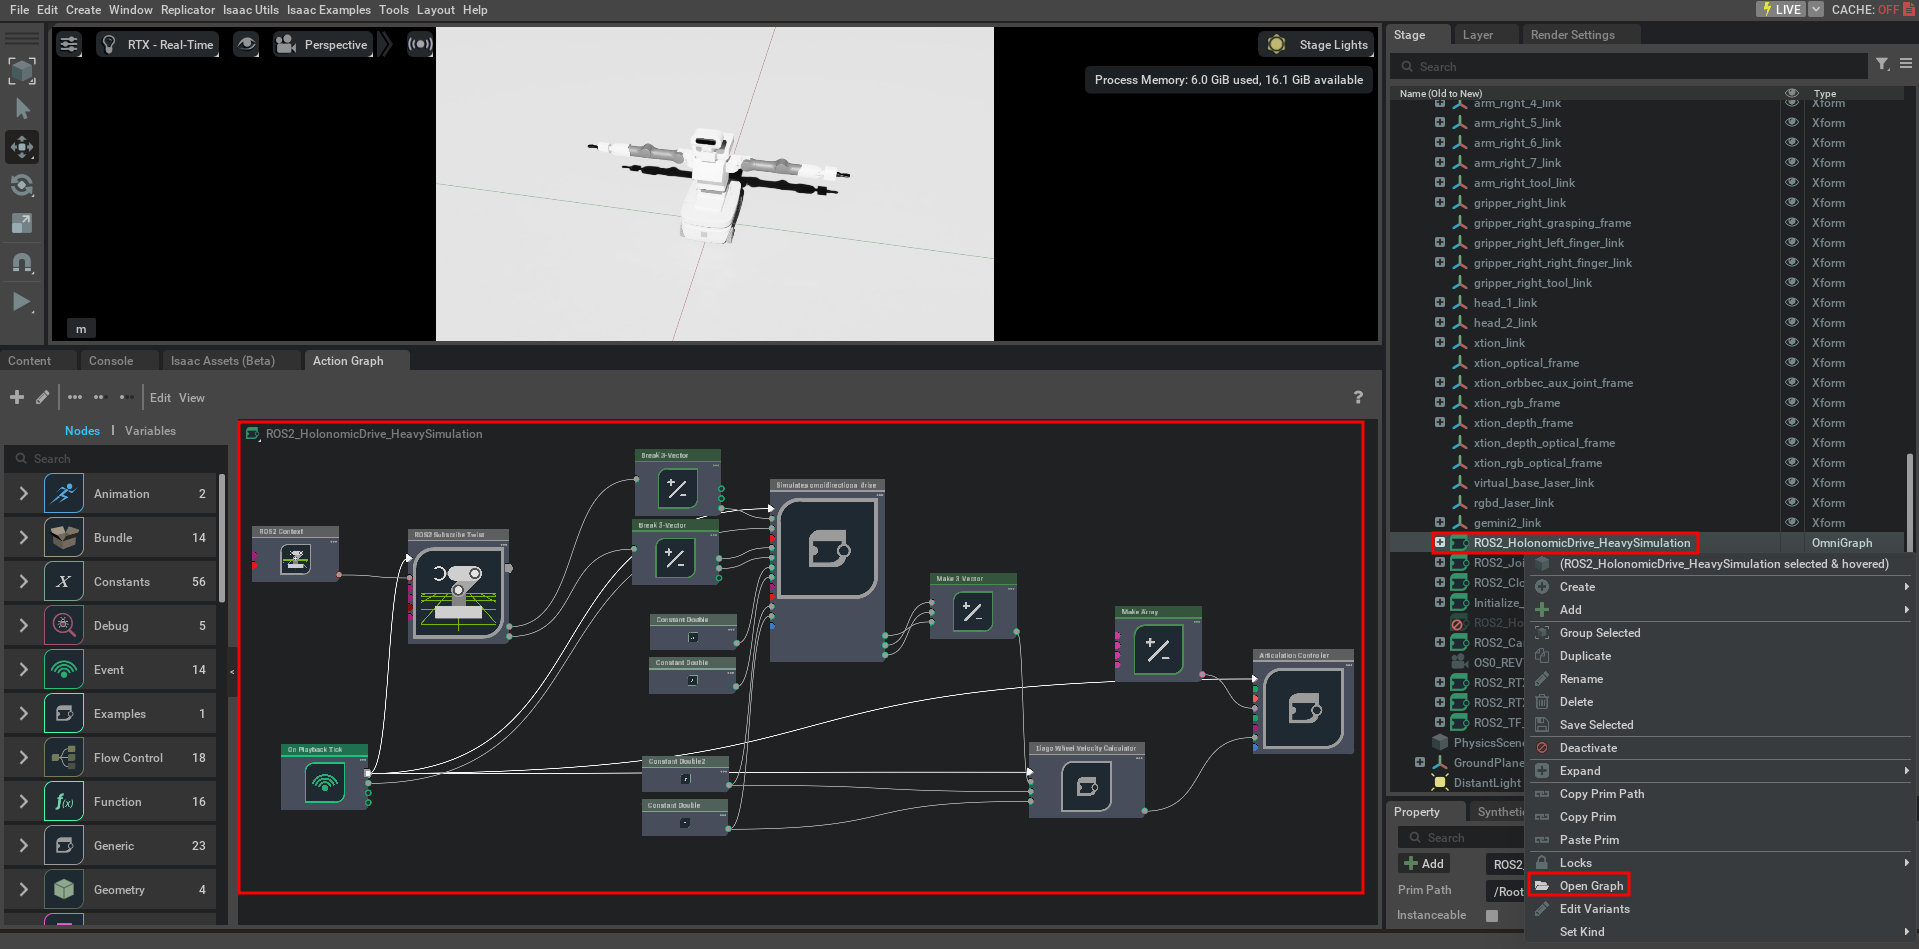 File Edit Create Window Replicator Isaac Utils Isaac Examples Tools Layout Help
LIVE CACHE: OFF
RTX - Real-Time
Perspective
Stage Lights
Process Memory: 6.0 GiB used, 16.1 GiB available
m
Content Console Isaac Assets (Beta) Action Graph
Edit View
?
Nodes | Variables
Search
Animation 2
Bundle 14
Constants 56
Debug 5
Event 14
Examples 1
Flow Control 18
Function 16
Generic 23
Geometry 4
ROS2_HolonomicDrive_HeavySimulation
Break 3-Vector
Simulates omnidirectional drive
Break 3-Vector
ROS2 Context
ROS2 Subscribe Twist
Make 3 Vector
Make Array
Constant Double
Constant Double
Articulation Controller
On Playback Tick
Constant Double2
Constant Double
Stage Layer Render Settings
Search
Name (Old to New) Type
arm_right_4_link Xform
arm_right_5_link Xform
arm_right_6_link Xform
arm_right_7_link Xform
arm_right_tool_link Xform
gripper_right_link Xform
gripper_right_grasping_frame Xform
gripper_right_left_finger_link Xform
gripper_right_right_finger_link Xform
gripper_right_tool_link Xform
head_1_link Xform
head_2_link Xform
xtion_link Xform
xtion_optical_frame Xform
xtion_orbbec_aux_joint_frame Xform
xtion_rgb_frame Xform
xtion_depth_frame Xform
xtion_depth_optical_frame Xform
xtion_rgb_optical_frame Xform
virtual_base_laser_link Xform
rgbd_laser_link Xform
gemini2_link Xform
ROS2_HolonomicDrive_HeavySimulation OmniGraph
ROS2_Joi
ROS2_Clo
Initialize_
ROS2_Ho
ROS2_Ca
OS0_REV
ROS2_RT
ROS2_RT
ROS2_TF_
PhysicsScen
GroundPlane
DistantLight
(ROS2_HolonomicDrive_HeavySimulation selected & hovered)
Create
Add
Group Selected
Duplicate
Rename
Delete
Save Selected
Deactivate
Expand
Copy Prim Path
Copy Prim
Paste Prim
Locks
Open Graph
Edit Variants
Set Kind
Property Syntheti
Search
Add ROS2_
Prim Path /Root
Instanceable